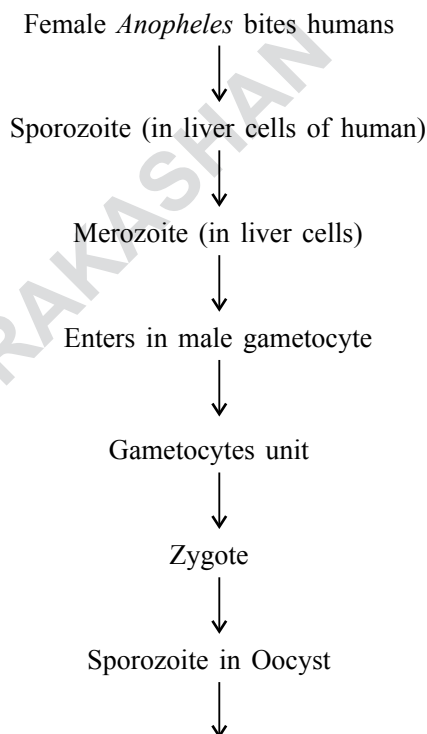 Female Anopheles bites humans
Sporozoite (in liver cells of human)
Merozoite (in liver cells)
Enters in male gametocyte
Gametocytes unit
Zygote
Sporozoite in Oocyst
RAKASHAN